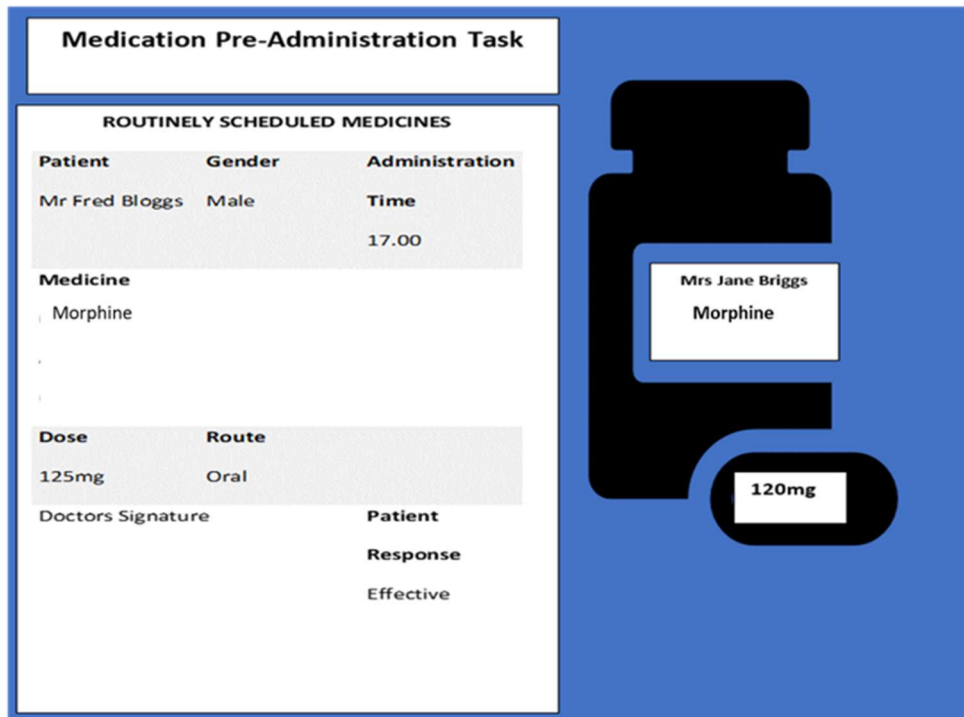 Medication Pre-Administration Task
ROUTINELY SCHEDULED MEDICINES
Patient Gender Administration
Mr Fred Bloggs Male Time
17.00
Medicine
Morphine
Dose Route
125mg Oral
Doctors Signature Patient
Response
Effective
Mrs Jane Briggs
Morphine
120mg